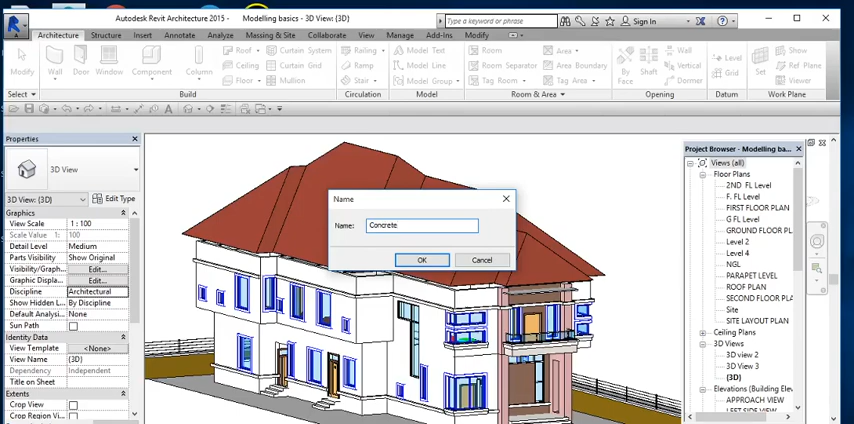 Autodesk Revit Architecture 2015 - Modelling basics - 3D View: {3D}
Type a keyword or phrase
Sign In
Architecture Structure Insert Annotate Analyze Massing & Site Collaborate View Manage Add-Ins Modify
Modify
Wall
Door
Window
Component
Column
Roof
Ceiling
Floor
Curtain System
Curtain Grid
Mullion
Railing
Ramp
Stair
Model Text
Model Line
Model Group
Room
Room Separator
Tag Room
Area
Area Boundary
Tag Area
By Face
Shaft
Wall
Vertical
Dormer
Level
Grid
Set
Show
Ref Plane
Viewer
Select
Build
Circulation
Model
Room & Area
Opening
Datum
Work Plane
Properties
3D View
3D View: {3D}
Edit Type
Graphics
View Scale 1 : 100
Scale Value 1: 100
Detail Level Medium
Parts Visibility Show Original
Visibility/Graph... Edit...
Graphic Displa... Edit...
Discipline Architectural
Show Hidden L... By Discipline
Default Analysi... None
Sun Path
Identity Data
View Template <None>
View Name {3D}
Dependency Independent
Title on Sheet
Extents
Crop View
Crop Region Vi...
Name
Name: Concrete
OK Cancel
Project Browser - Modelling ba...
Views (all)
Floor Plans
2ND FL Level
F. FL Level
FIRST FLOOR PL
G FL Level
GROUND FLOOR PL
Level 2
Level 4
NGL
PARAPET LEVEL
ROOF PLAN
SECOND FLOOR PL
Site
SITE LAYOUT PLAN
Ceiling Plans
3D Views
3D view 2
3D View 3
{3D}
Elevations (Building Elev
APPROACH VIEW
LEFT SIDE VIEW